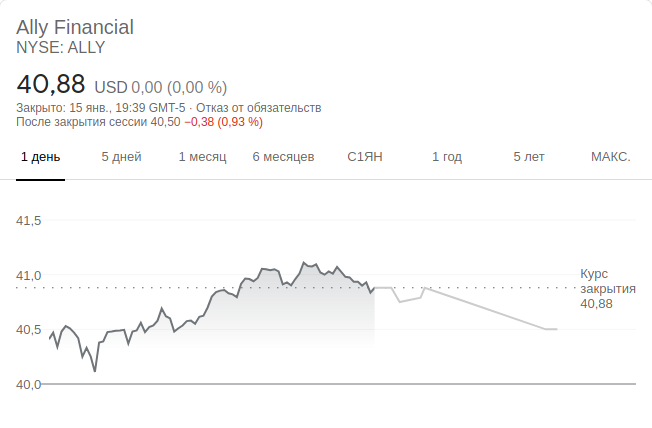 Ally Financial
NYSE: ALLY
40,88 USD 0,00 (0,00 %)
Закрыто: 15 янв., 19:39 GMT-5 · Отказ от обязательств
После закрытия сессии 40,50 −0,38 (0,93 %)
1 день 5 дней 1 месяц 6 месяцев С1ЯН 1 год 5 лет МАКС.
41,5
41,0
Курс
закрытия
40,88
40,5
40,0